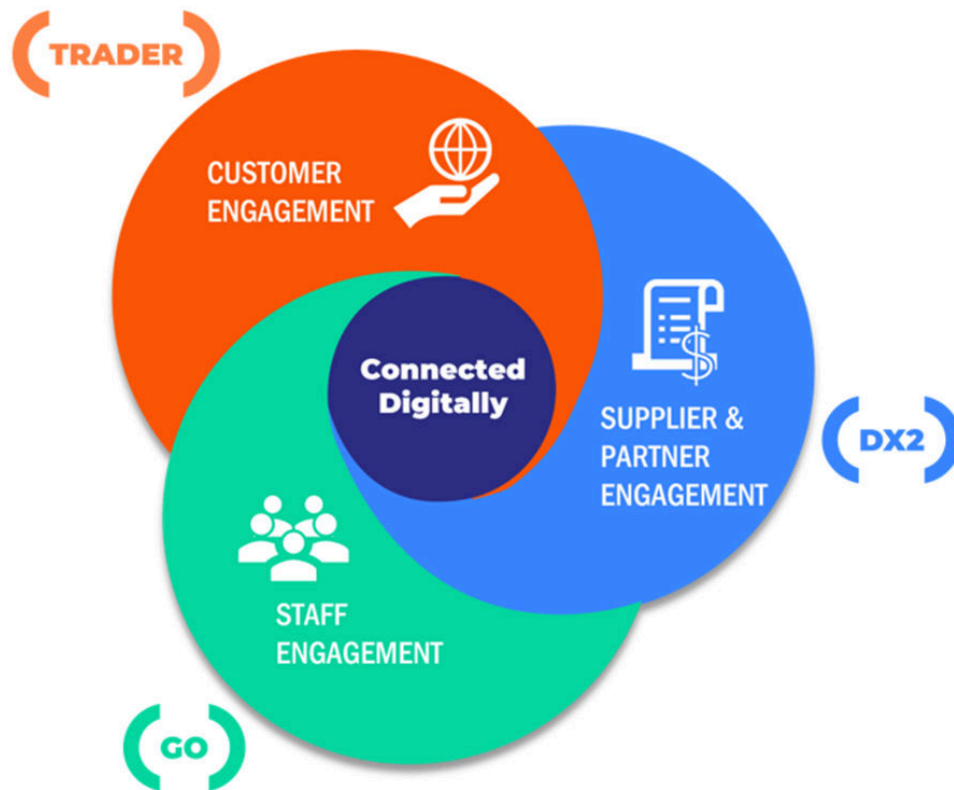 TRADER
CUSTOMER
ENGAGEMENT
Connected
Digitally
SUPPLIER &
PARTNER
ENGAGEMENT
DX2
STAFF
ENGAGEMENT
GO